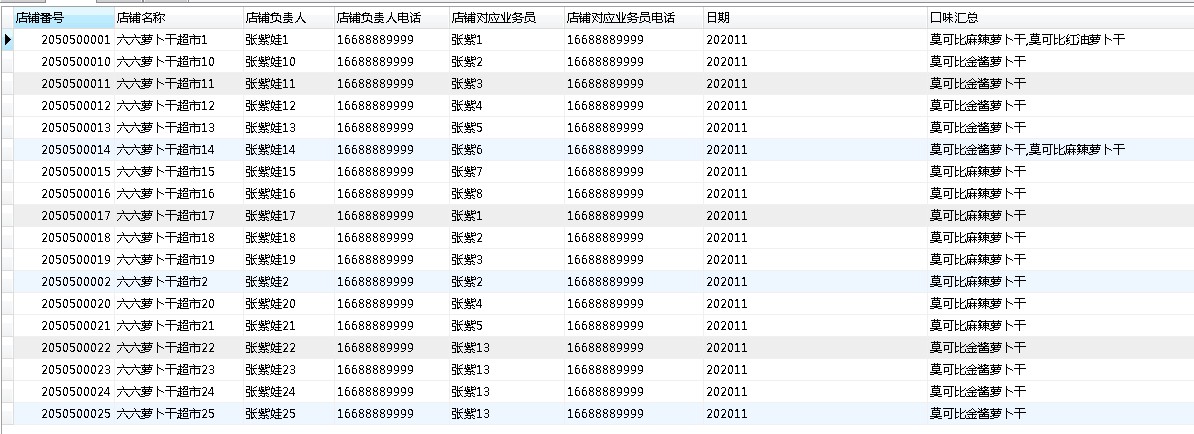 店铺番号 店铺名称 店铺负责人 店铺负责人电话 店铺对应业务员 店铺对应业务员电话 日期 口味汇总
2050500001 六六萝卜干超市1 张紫娃1 16688889999 张紫1 16688889999 202011 莫可比麻辣萝卜干,莫可比红油萝卜干
2050500010 六六萝卜干超市10 张紫娃10 16688889999 张紫2 16688889999 202011 莫可比金酱萝卜干
2050500011 六六萝卜干超市11 张紫娃11 16688889999 张紫3 16688889999 202011 莫可比金酱萝卜干
2050500012 六六萝卜干超市12 张紫娃12 16688889999 张紫4 16688889999 202011 莫可比金酱萝卜干
2050500013 六六萝卜干超市13 张紫娃13 16688889999 张紫5 16688889999 202011 莫可比金酱萝卜干
2050500014 六六萝卜干超市14 张紫娃14 16688889999 张紫6 16688889999 202011 莫可比金酱萝卜干,莫可比麻辣萝卜干
2050500015 六六萝卜干超市15 张紫娃15 16688889999 张紫7 16688889999 202011 莫可比麻辣萝卜干
2050500016 六六萝卜干超市16 张紫娃16 16688889999 张紫8 16688889999 202011 莫可比麻辣萝卜干
2050500017 六六萝卜干超市17 张紫娃17 16688889999 张紫1 16688889999 202011 莫可比麻辣萝卜干
2050500018 六六萝卜干超市18 张紫娃18 16688889999 张紫2 16688889999 202011 莫可比麻辣萝卜干
2050500019 六六萝卜干超市19 张紫娃19 16688889999 张紫3 16688889999 202011 莫可比麻辣萝卜干
2050500002 六六萝卜干超市2 张紫娃2 16688889999 张紫2 16688889999 202011 莫可比麻辣萝卜干
2050500020 六六萝卜干超市20 张紫娃20 16688889999 张紫4 16688889999 202011 莫可比麻辣萝卜干
2050500021 六六萝卜干超市21 张紫娃21 16688889999 张紫5 16688889999 202011 莫可比麻辣萝卜干
2050500022 六六萝卜干超市22 张紫娃22 16688889999 张紫13 16688889999 202011 莫可比金酱萝卜干
2050500023 六六萝卜干超市23 张紫娃23 16688889999 张紫13 16688889999 202011 莫可比金酱萝卜干
2050500024 六六萝卜干超市24 张紫娃24 16688889999 张紫13 16688889999 202011 莫可比金酱萝卜干
2050500025 六六萝卜干超市25 张紫娃25 16688889999 张紫13 16688889999 202011 莫可比金酱萝卜干